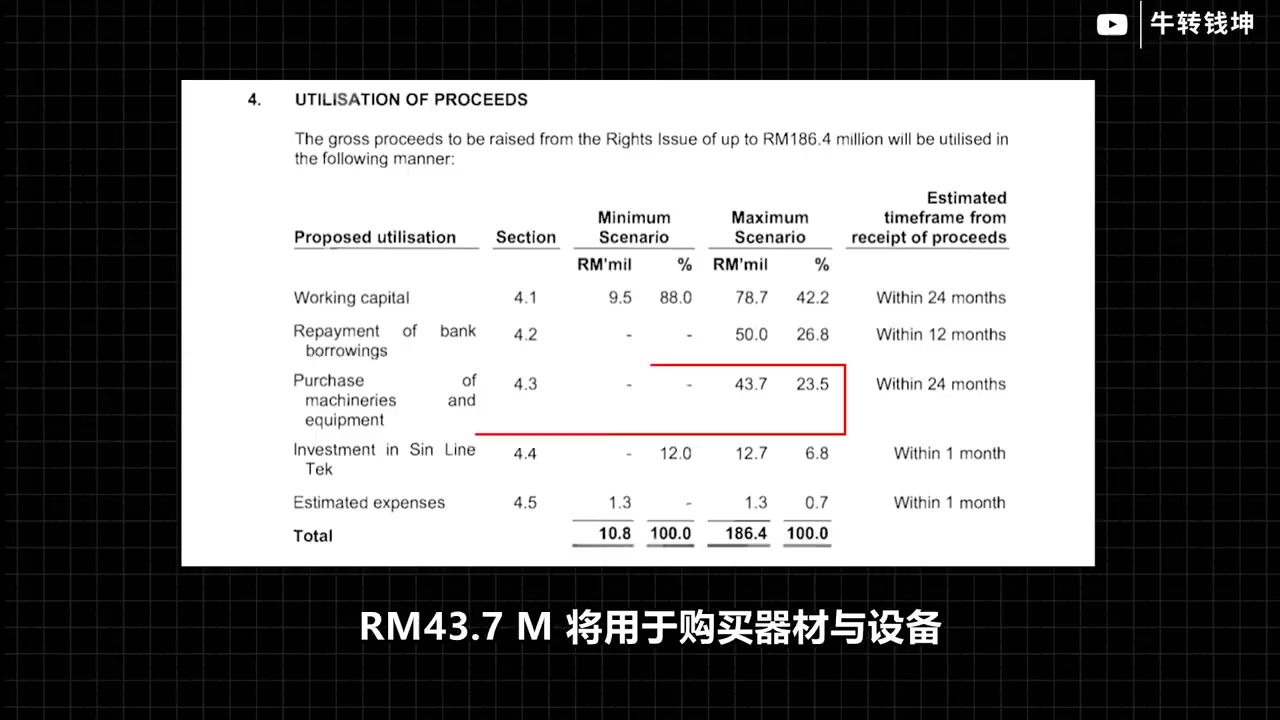 牛转钱坤
4. UTILISATION OF PROCEEDS
The gross proceeds to be raised from the Rights Issue of up to RM186.4 million will be utilised in
the following manner:
Estimated
Minimum Maximum timeframe from
Proposed utilisation Section Scenario Scenario receipt of proceeds
RM'mil % RM'mil %
Working capital 4.1 9.5 88.0 78.7 42.2 Within 24 months
Repayment of bank 4.2 - - 50.0 26.8 Within 12 months
borrowings
Purchase of 4.3 - - 43.7 23.5 Within 24 months
machineries and
equipment
Investment in Sin Line 4.4 - 12.0 12.7 6.8 Within 1 month
Tek
Estimated expenses 4.5 1.3 - 1.3 0.7 Within 1 month
Total 10.8 100.0 186.4 100.0
RM43.7 M 将用于购买器材与设备